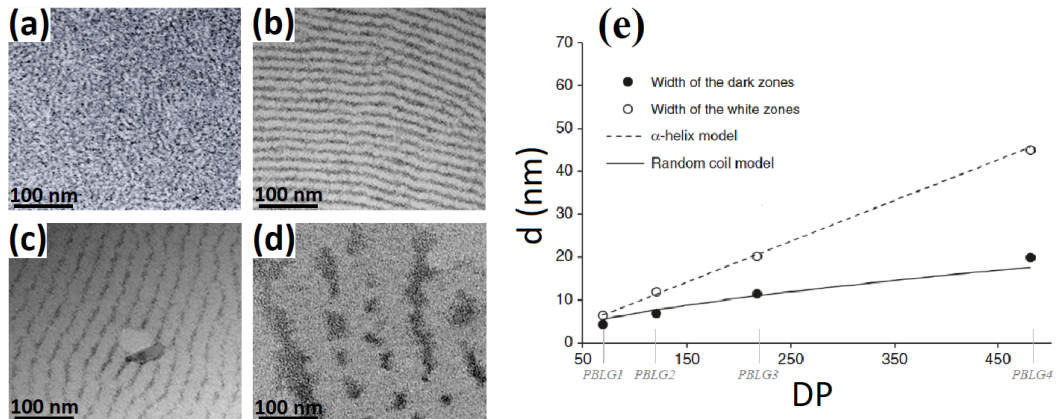 (a)
100 nm
(b)
100 nm
(c)
100 nm
(d)
100 nm
(e)
d (nm)
70
60
50
40
30
20
10
0
Width of the dark zones
Width of the white zones
α-helix model
Random coil model
50 150 250 350 450
PBLG1 PBLG2 PBLG3 PBLG4
DP